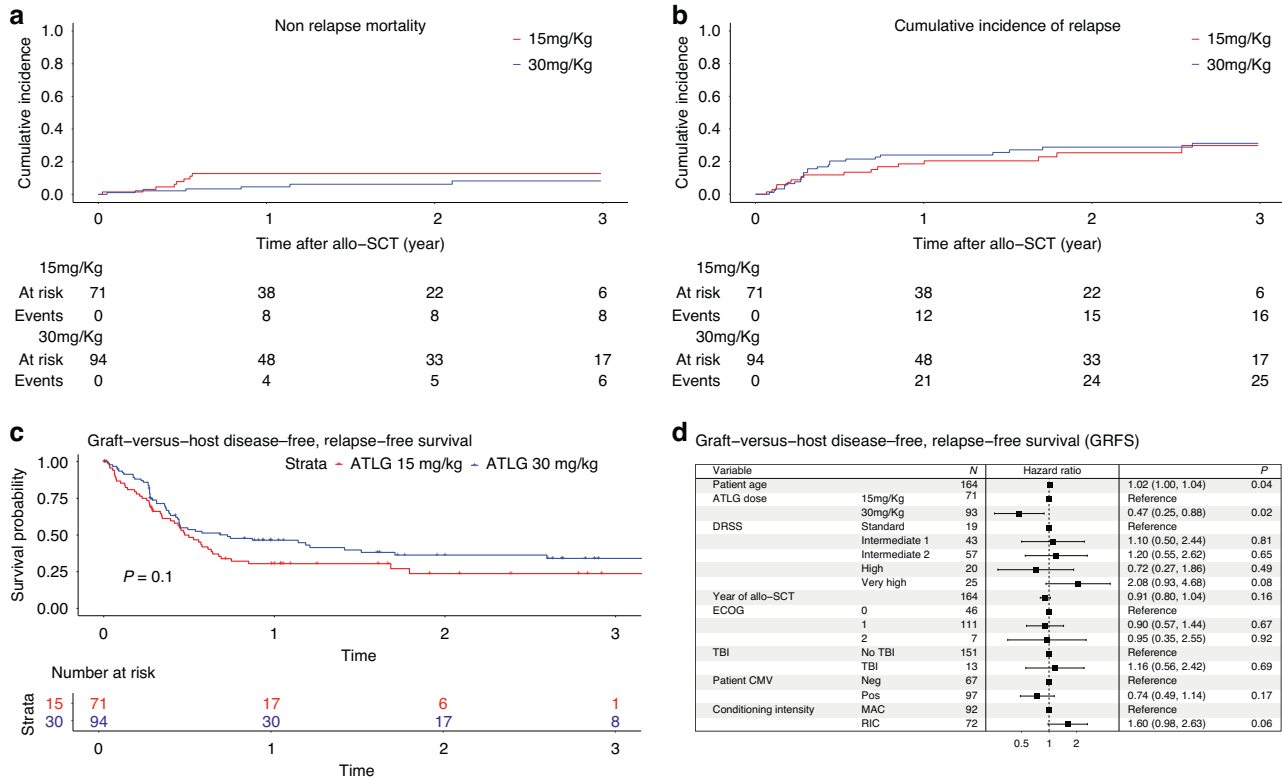 a
Non relapse mortality
15mg/Kg
30mg/Kg
Cumulative incidence
1.0
0.8
0.6
0.4
0.2
0.0
0 1 2 3
Time after allo–SCT (year)
15mg/Kg
At risk 71 38 22 6
Events 0 8 8 8
30mg/Kg
At risk 94 48 33 17
Events 0 4 5 6
b
Cumulative incidence of relapse
15mg/Kg
30mg/Kg
Cumulative incidence
1.0
0.8
0.6
0.4
0.2
0.0
0 1 2 3
Time after allo–SCT (year)
15mg/Kg
At risk 71 38 22 6
Events 0 12 15 16
30mg/Kg
At risk 94 48 33 17
Events 0 21 24 25
c
Graft–versus–host disease–free, relapse–free survival
Strata ATLG 15 mg/kg ATLG 30 mg/kg
Survival probability
1.00
0.75
0.50
0.25
0.00
P = 0.1
0 1 2 3
Time
Number at risk
Strata
15 71 17 6 1
30 94 30 17 8
0 1 2 3
Time
d
Graft–versus–host disease–free, relapse–free survival (GRFS)
Variable N Hazard ratio P
Patient age 164 1.02 (1.00, 1.04) 0.04
ATLG dose 15mg/Kg 71 Reference
30mg/Kg 93 0.47 (0.25, 0.88) 0.02
DRSS Standard 19 Reference
Intermediate 1 43 1.10 (0.50, 2.44) 0.81
Intermediate 2 57 1.20 (0.55, 2.62) 0.65
High 20 0.72 (0.27, 1.86) 0.49
Very high 25 2.08 (0.93, 4.68) 0.08
Year of allo–SCT 164 0.91 (0.80, 1.04) 0.16
ECOG 0 46 Reference
1 111 0.90 (0.57, 1.44) 0.67
2 7 0.95 (0.35, 2.55) 0.92
TBI No TBI 151 Reference
TBI 13 1.16 (0.56, 2.42) 0.69
Patient CMV Neg 67 Reference
Pos 97 0.74 (0.49, 1.14) 0.17
Conditioning intensity MAC 92 Reference
RIC 72 1.60 (0.98, 2.63) 0.06
0.5 1 2